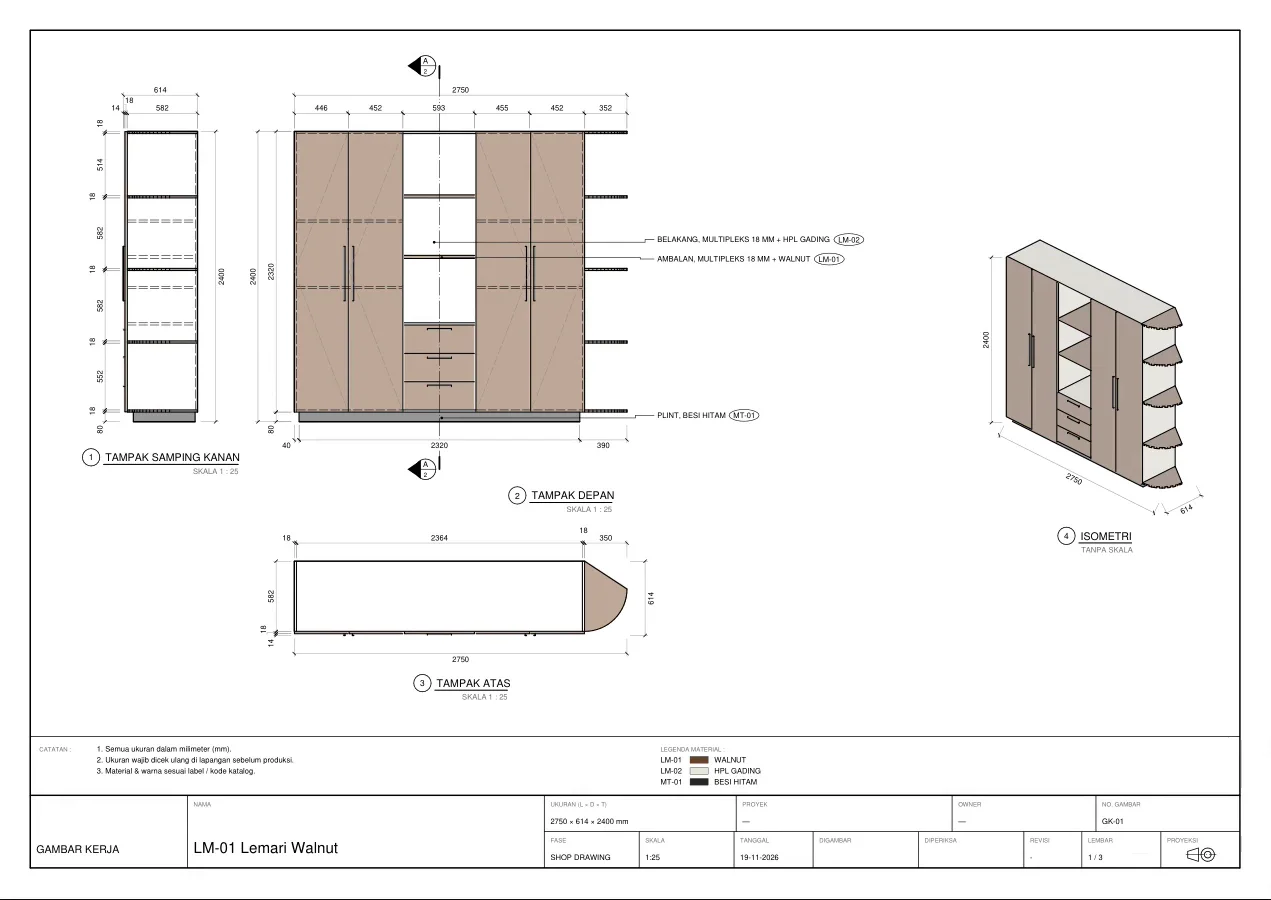 A
2
614
18
14
582
18
514
18
582
18
582
18
552
18
80
2400
1
TAMPAK SAMPING KANAN
SKALA 1 : 25
2750
446
452
593
455
452
352
2400
2320
80
40
2320
390
BELAKANG, MULTIPLEKS 18 MM + HPL GADING LM-02
AMBALAN, MULTIPLEKS 18 MM + WALNUT LM-01
PLINT, BESI HITAM MT-01
A
2
2
TAMPAK DEPAN
SKALA 1 : 25
18
2364
18
350
582
18
14
614
2750
3
TAMPAK ATAS
SKALA 1 : 25
2400
2750
614
4
ISOMETRI
TANPA SKALA
CATATAN :
1. Semua ukuran dalam milimeter (mm).
2. Ukuran wajib dicek ulang di lapangan sebelum produksi.
3. Material & warna sesuai label / kode katalog.
LEGENDA MATERIAL :
LM-01 WALNUT
LM-02 HPL GADING
MT-01 BESI HITAM
GAMBAR KERJA
NAMA
LM-01 Lemari Walnut
UKURAN (L × D × T)
2750 × 614 × 2400 mm
PROYEK
—
OWNER
—
NO. GAMBAR
GK-01
FASE
SHOP DRAWING
SKALA
1:25
TANGGAL
19-11-2026
DIGAMBAR
DIPERIKSA
REVISI
-
LEMBAR
1 / 3
PROYEKSI